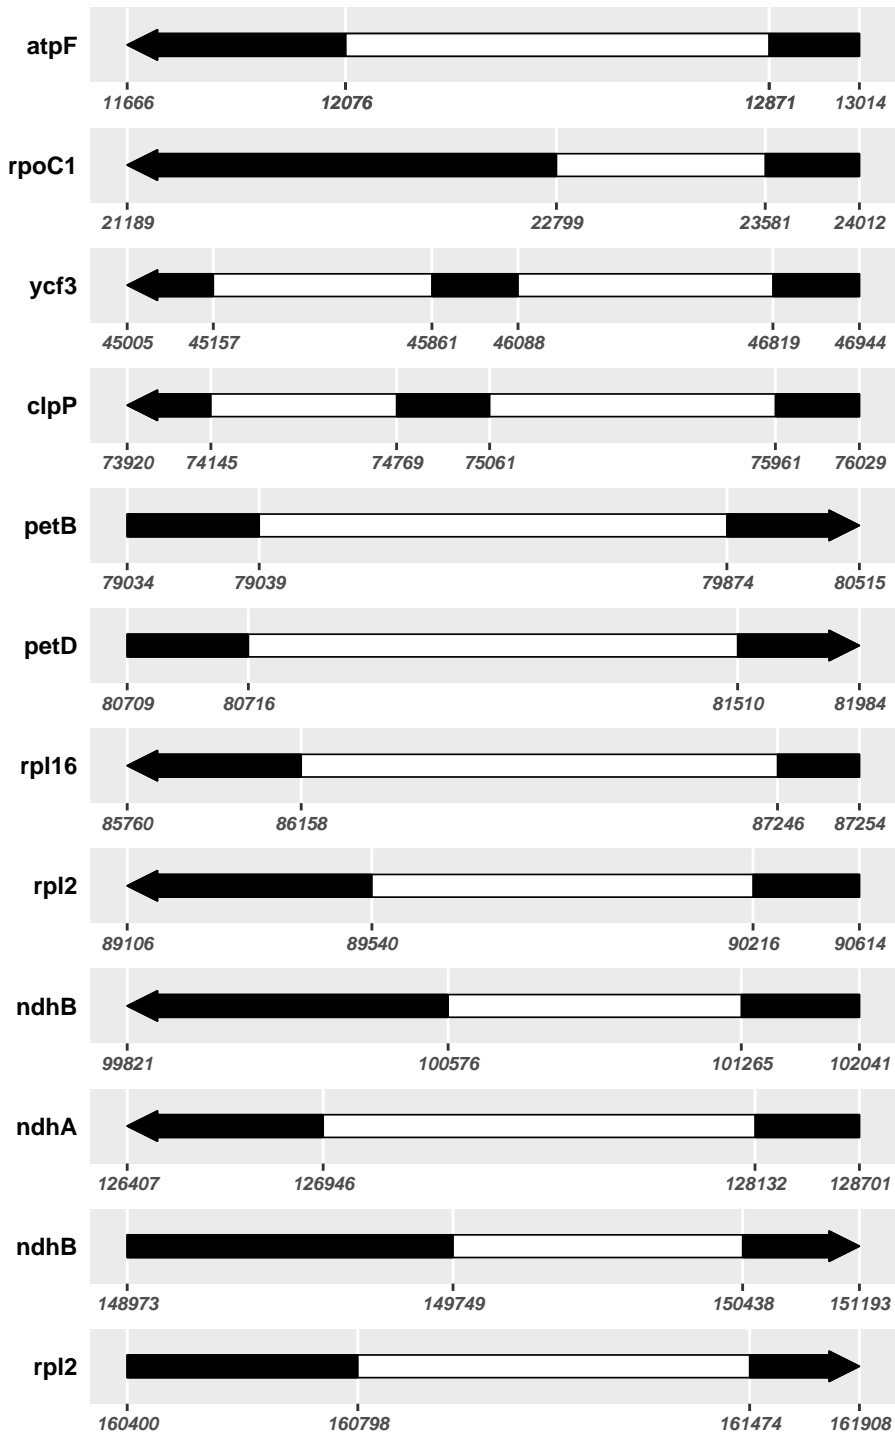 atpF
11666 12076 12871 13014
rpoC1
21189 22799 23581 24012
ycf3
45005 45157 45861 46088 46819 46944
clpP
73920 74145 74769 75061 75961 76029
petB
79034 79039 79874 80515
petD
80709 80716 81510 81984
rpl16
85760 86158 87246 87254
rpl2
89106 89540 90216 90614
ndhB
99821 100576 101265 102041
ndhA
126407 126946 128132 128701
ndhB
148973 149749 150438 151193
rpl2
160400 160798 161474 161908